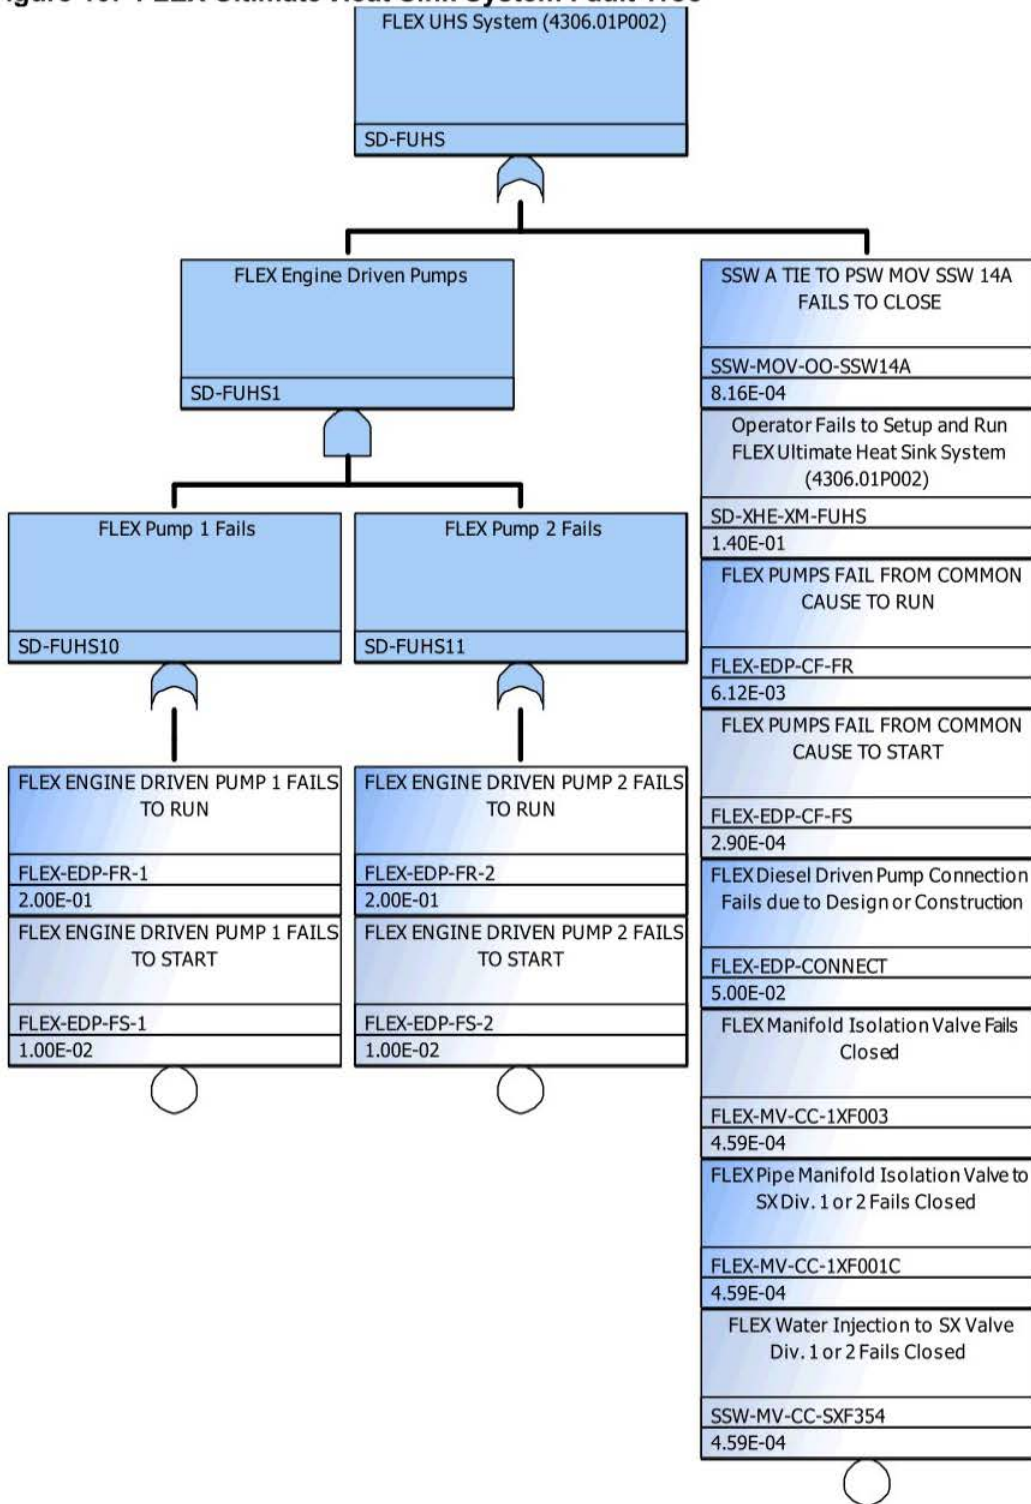 FLEX UHS System (4306.01P002)
SD-FUHS
FLEX Engine Driven Pumps
SD-FUHS1
FLEX Pump 1 Fails
SD-FUHS10
FLEX Pump 2 Fails
SD-FUHS11
FLEX ENGINE DRIVEN PUMP 1 FAILS
TO RUN
FLEX-EDP-FR-1
2.00E-01
FLEX ENGINE DRIVEN PUMP 1 FAILS
TO START
FLEX-EDP-FS-1
1.00E-02
FLEX ENGINE DRIVEN PUMP 2 FAILS
TO RUN
FLEX-EDP-FR-2
2.00E-01
FLEX ENGINE DRIVEN PUMP 2 FAILS
TO START
FLEX-EDP-FS-2
1.00E-02
SSW A TIE TO PSW MOV SSW 14A
FAILS TO CLOSE
SSW-MOV-OO-SSW14A
8.16E-04
Operator Fails to Setup and Run
FLEX Ultimate Heat Sink System
(4306.01P002)
SD-XHE-XM-FUHS
1.40E-01
FLEX PUMPS FAIL FROM COMMON
CAUSE TO RUN
FLEX-EDP-CF-FR
6.12E-03
FLEX PUMPS FAIL FROM COMMON
CAUSE TO START
FLEX-EDP-CF-FS
2.90E-04
FLEX Diesel Driven Pump Connection
Fails due to Design or Construction
FLEX-EDP-CONNECT
5.00E-02
FLEX Manifold Isolation Valve Fails
Closed
FLEX-MV-CC-1XF003
4.59E-04
FLEX Pipe Manifold Isolation Valve to
SX Div. 1 or 2 Fails Closed
FLEX-MV-CC-1XF001C
4.59E-04
FLEX Water Injection to SX Valve
Div. 1 or 2 Fails Closed
SSW-MV-CC-SXF354
4.59E-04